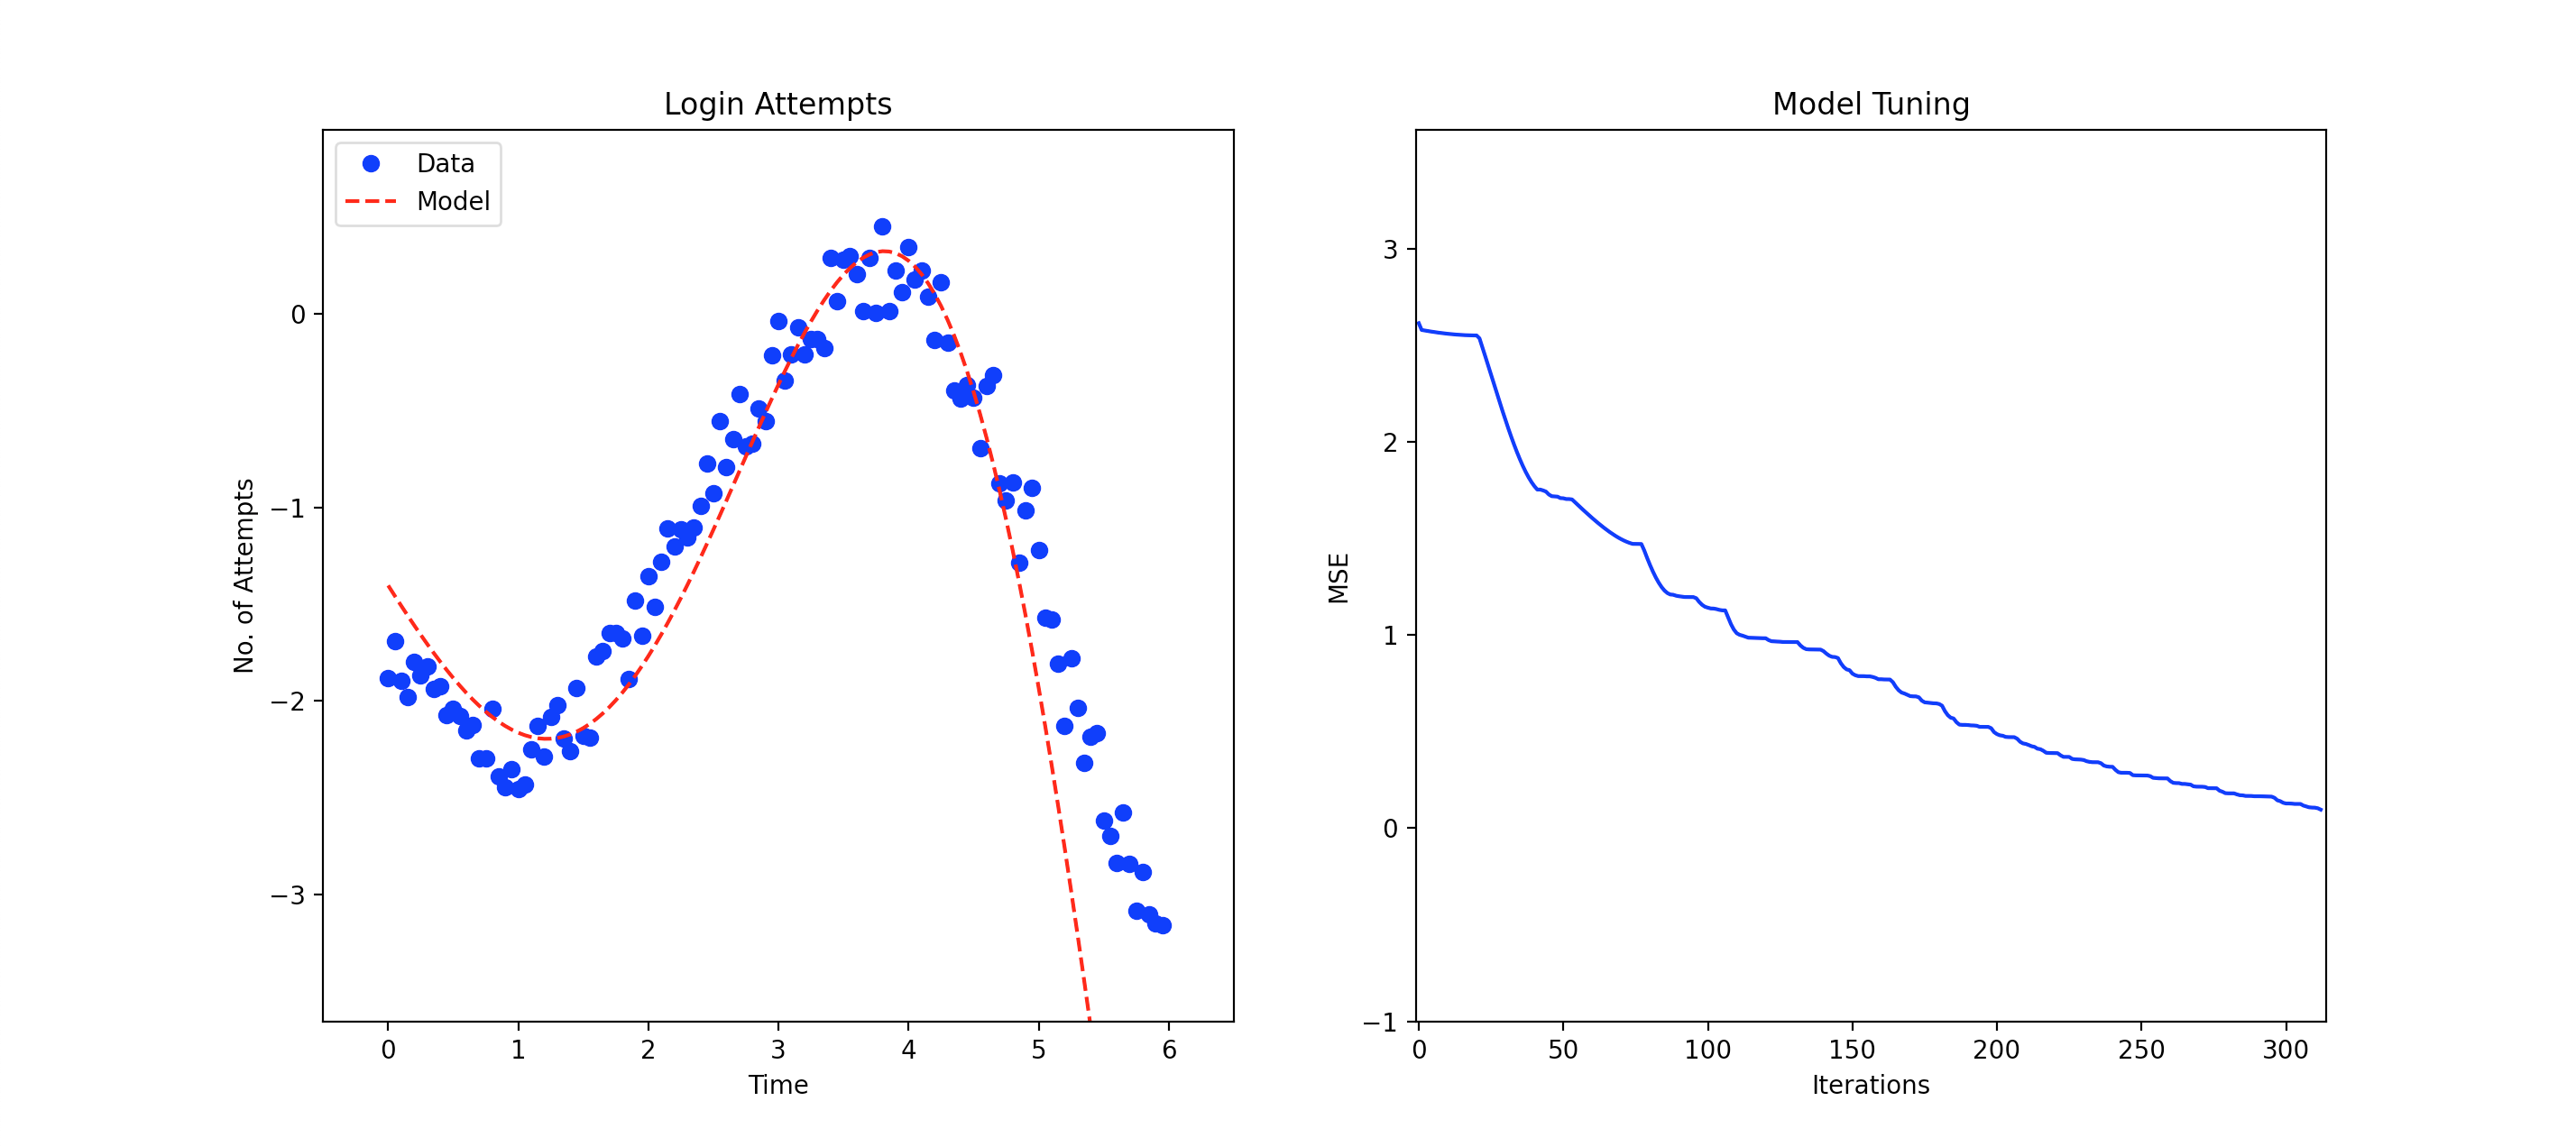 Login Attempts
Data
Model
No. of Attempts
0
−1
−2
−3
0 1 2 3 4 5 6
Time
Model Tuning
MSE
3
2
1
0
−1
0 50 100 150 200 250 300
Iterations